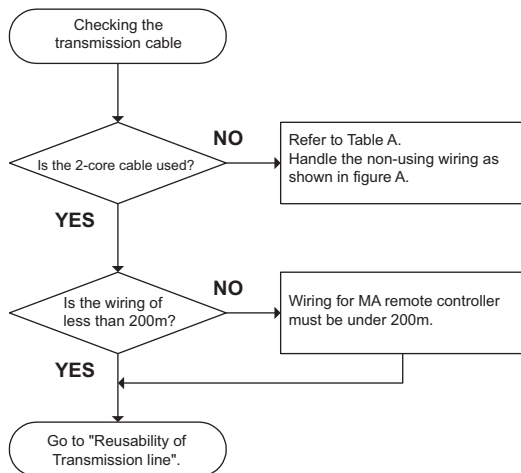 Checking the
transmission cable
Is the 2-core cable used?
NO
Refer to Table A.
Handle the non-using wiring as
shown in figure A.
YES
Is the wiring of
less than 200m?
NO
Wiring for MA remote controller
must be under 200m.
YES
Go to "Reusability of
Transmission line".